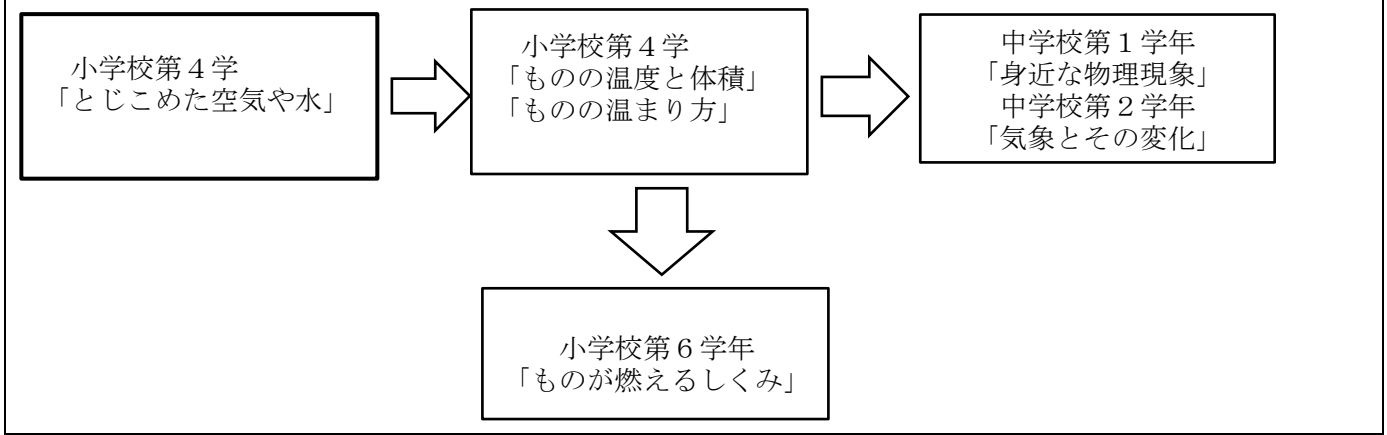 小学校第４学
「とじこめた空気や水」
小学校第４学
「ものの温度と体積」
「ものの温まり方」
中学校第１学年
「身近な物理現象」
中学校第２学年
「気象とその変化」
小学校第６学年
「ものが燃えるしくみ」